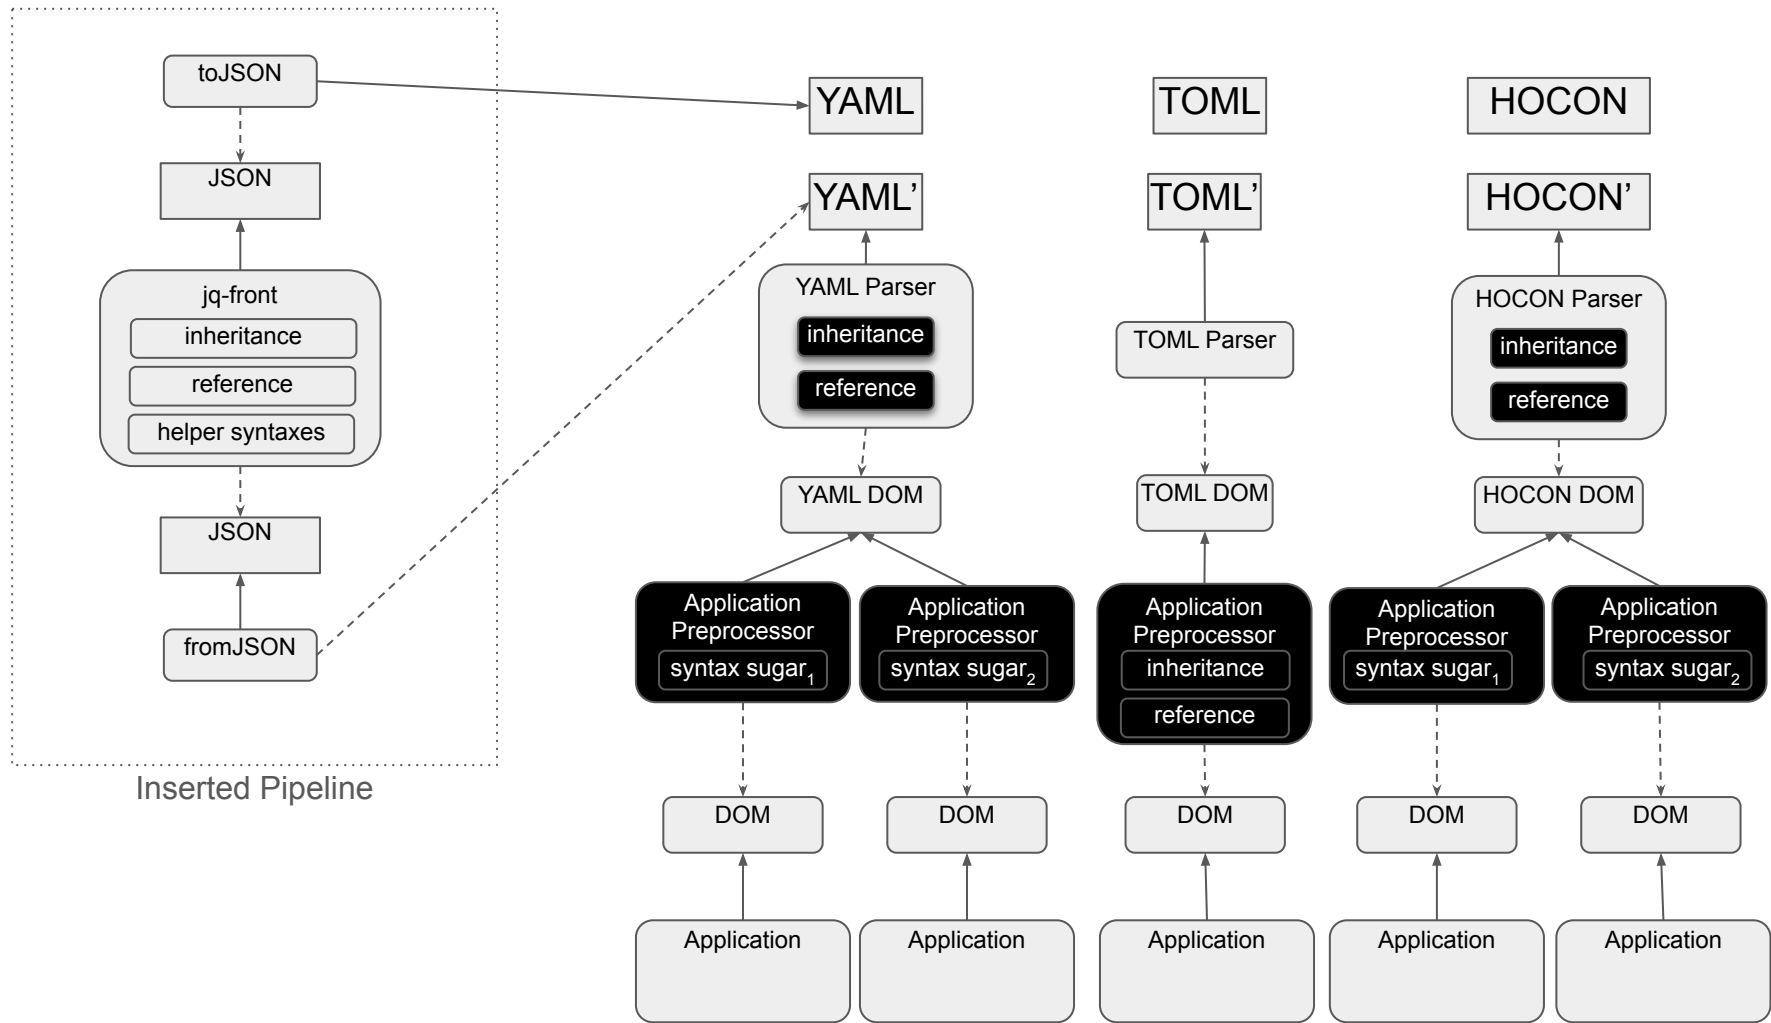 toJSON
JSON
jq-front
inheritance
reference
helper syntaxes
JSON
fromJSON
Inserted Pipeline
YAML
TOML
HOCON
YAML’
TOML’
HOCON’
YAML Parser
inheritance
reference
TOML Parser
HOCON Parser
inheritance
reference
YAML DOM
TOML DOM
HOCON DOM
Application
Preprocessor
syntax sugar1
Application
Preprocessor
syntax sugar2
Application
Preprocessor
inheritance
reference
Application
Preprocessor
syntax sugar1
Application
Preprocessor
syntax sugar2
DOM
DOM
DOM
DOM
DOM
Application
Application
Application
Application
Application